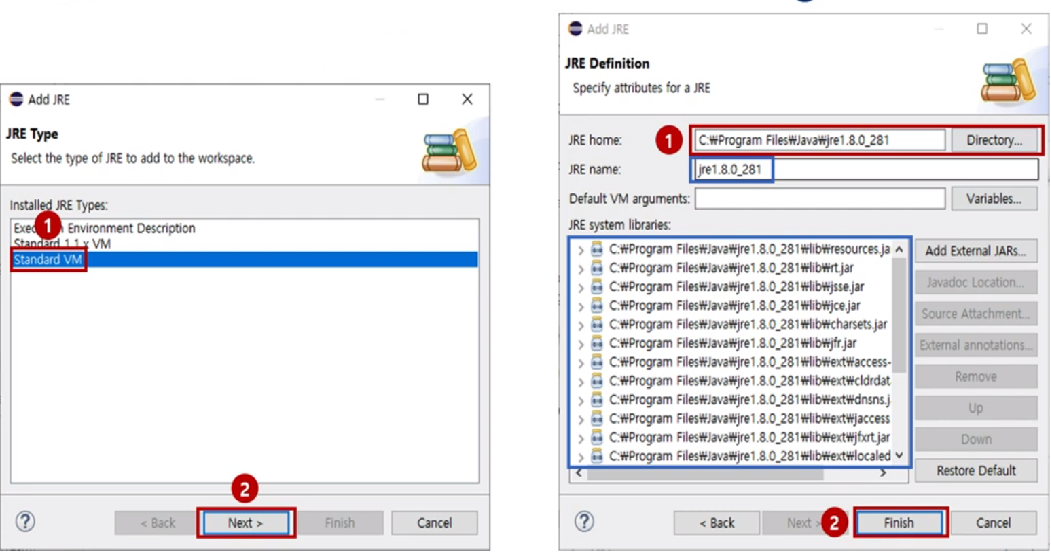 Add JRE
JRE Type
Select the type of JRE to add to the workspace.
Installed JRE Types:
1
Environment Description
Standard 1.1.x VM
Standard VM
2
< Back
Next >
Finish
Cancel
Add JRE
JRE Definition
Specify attributes for a JRE
JRE home:
1
C:₩Program Files₩Java₩jre1.8.0_281
Directory...
JRE name:
jre1.8.0_281
Default VM arguments:
Variables...
JRE system libraries:
C:₩Program Files₩Java₩jre1.8.0_281₩lib₩resources.ja
C:₩Program Files₩Java₩jre1.8.0_281₩lib₩rt.jar
C:₩Program Files₩Java₩jre1.8.0_281₩lib₩jsse.jar
C:₩Program Files₩Java₩jre1.8.0_281₩lib₩jce.jar
C:₩Program Files₩Java₩jre1.8.0_281₩lib₩charsets.jar
C:₩Program Files₩Java₩jre1.8.0_281₩lib₩jfr.jar
C:₩Program Files₩Java₩jre1.8.0_281₩lib₩ext₩access-
C:₩Program Files₩Java₩jre1.8.0_281₩lib₩ext₩cldrdat
C:₩Program Files₩Java₩jre1.8.0_281₩lib₩ext₩dnsns.j
C:₩Program Files₩Java₩jre1.8.0_281₩lib₩ext₩jaccess
C:₩Program Files₩Java₩jre1.8.0_281₩lib₩ext₩jfxrt.jar
C:₩Program Files₩Java₩jre1.8.0_281₩lib₩ext₩localed
Add External JARs...
Javadoc Location...
Source Attachment...
External annotations...
Remove
Up
Down
Restore Default
< Back
Next >
2
Finish
Cancel